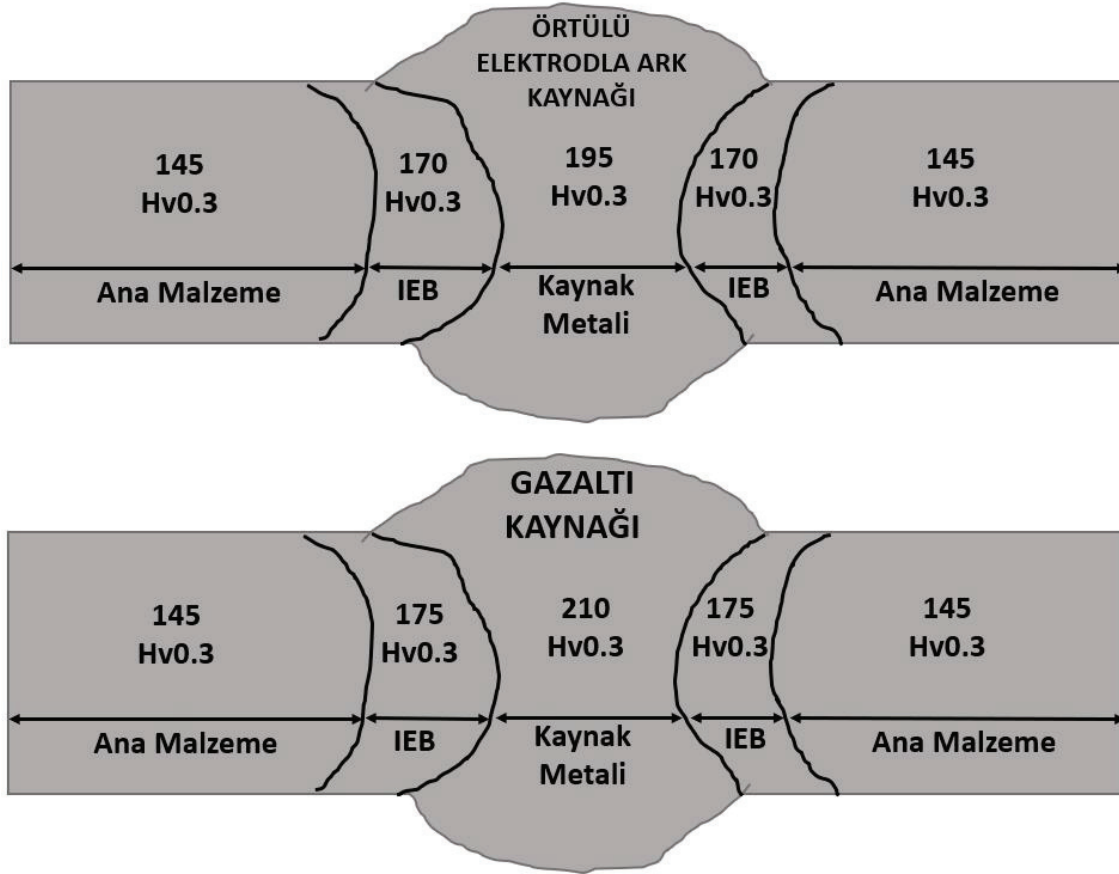 ÖRTÜLÜ
ELEKTRODLA ARK
KAYNAĞI
145
Hv0.3
170
Hv0.3
195
Hv0.3
170
Hv0.3
145
Hv0.3
Ana Malzeme
IEB
Kaynak
Metali
IEB
Ana Malzeme
GAZALTI
KAYNAĞI
145
Hv0.3
175
Hv0.3
210
Hv0.3
175
Hv0.3
145
Hv0.3
Ana Malzeme
IEB
Kaynak
Metali
IEB
Ana Malzeme